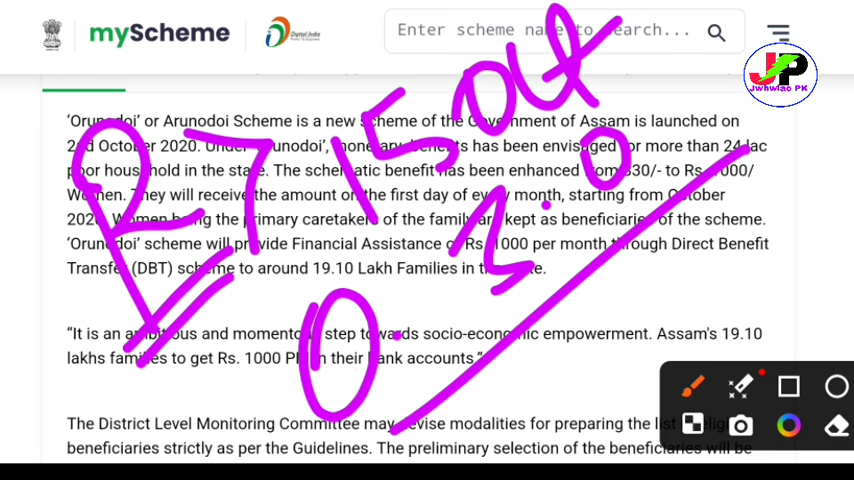 myScheme
Digital India
Enter scheme name to search...
JP
Jwhwlao PK
'Orunodoi' or Arunodoi Scheme is a new scheme of the Government of Assam is launched on
2nd October 2020. Under 'Orunodoi', monetary benefits has been envisaged for more than 24 lac
poor household in the state. The schematic benefit has been enhanced from 830/- to Rs. 1000/
Women. They will receive the amount on the first day of every month, starting from October
2020. Women being the primary caretakers of the family are kept as beneficiaries of the scheme.
'Orunodoi' scheme will provide Financial Assistance of Rs. 1000 per month through Direct Benefit
Transfer (DBT) scheme to around 19.10 Lakh Families in the state.
"It is an ambitious and momentous step towards socio-economic empowerment. Assam's 19.10
lakhs families to get Rs. 1000 PM in their bank accounts."
The District Level Monitoring Committee may devise modalities for preparing the list
beneficiaries strictly as per the Guidelines. The preliminary selection of the beneficiaries will be
3.0